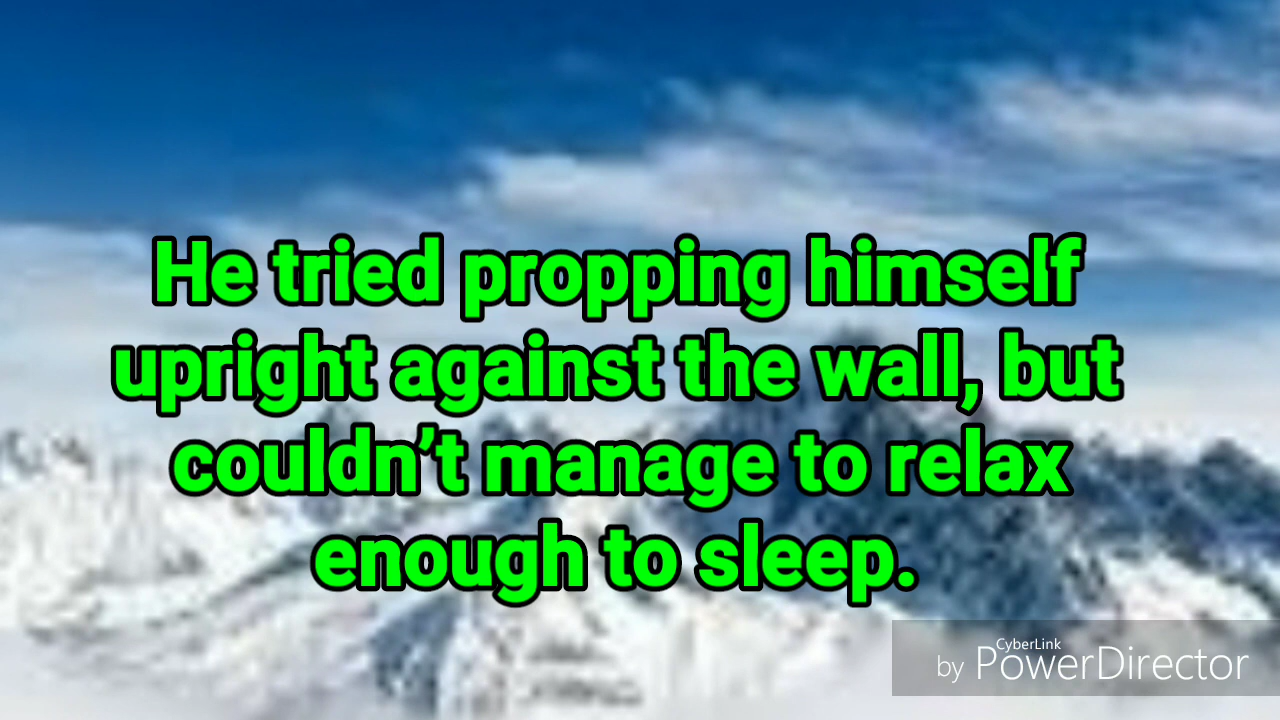 He tried propping himself
upright against the wall, but
couldn’t manage to relax
enough to sleep.
CyberLink
by PowerDirector